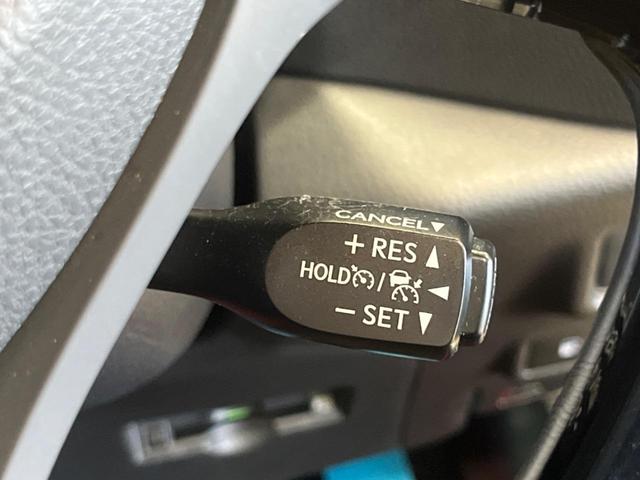 CANCEL▼
+ RES ▲
HOLD / ◀
− SET ▼